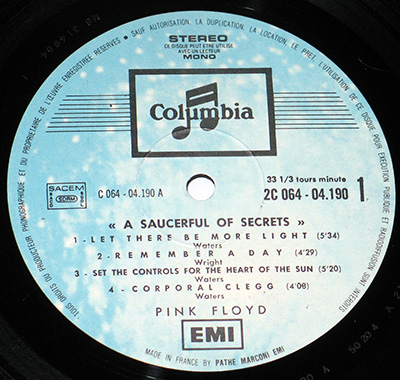 · SAUF AUTORISATION, LA DUPLICATION, LA LOCATION, LE PRÊT, L'UTILISATION DE CE DISQUE POUR EXECUTION PUBLIQUE ET RADIODIFFUSION SONT INTERDITS
STEREO
CE DISQUE PEUT ETRE UTILISE
AVEC UN LECTEUR
MONO
Columbia
SACEM
SDRM
C 064 - 04.190 A
33 1/3 tours minute
2C 064 - 04.190 1
« A SAUCERFUL OF SECRETS »
1 - LET THERE BE MORE LIGHT (5'34)
Waters
2 - REMEMBER A DAY (4'29)
Wright
3 - SET THE CONTROLS FOR THE HEART OF THE SUN (5'20)
Waters
4 - CORPORAL CLEGG (4'08)
Waters
PINK FLOYD
EMI
MADE IN FRANCE BY PATHE MARCONI EMI
· TOUS DROITS DU PRODUCTEUR PHONOGRAPHIQUE ET DU PROPRIETAIRE DE L'ŒUVRE ENREGISTREE RESERVES ·